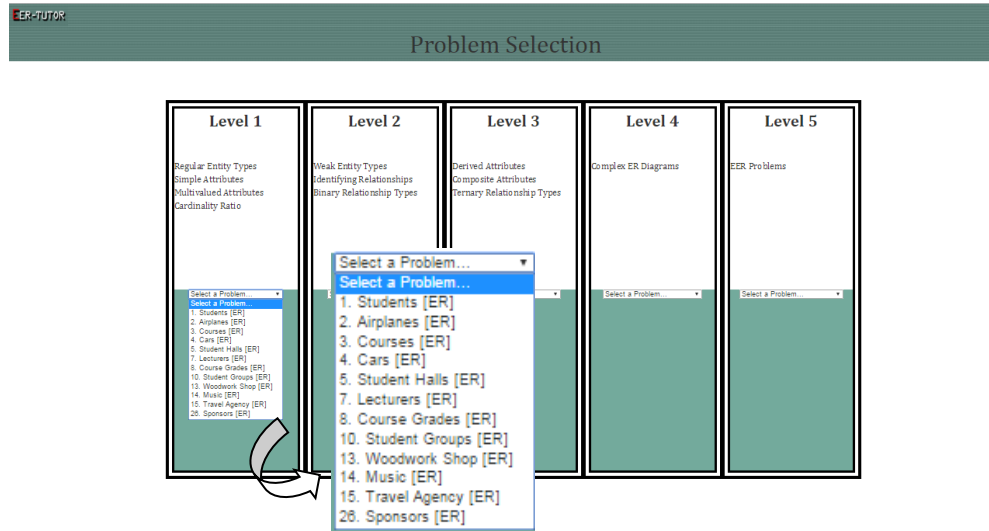 EER-TUTOR
Problem Selection
Level 1
Regular Entity Types
Simple Attributes
Multivalued Attributes
Cardinality Ratio
Select a Problem...
Select a Problem...
1. Students [ER]
2. Airplanes [ER]
3. Courses [ER]
4. Cars [ER]
5. Student Halls [ER]
7. Lecturers [ER]
8. Course Grades [ER]
10. Student Groups [ER]
13. Woodwork Shop [ER]
14. Music [ER]
15. Travel Agency [ER]
26. Sponsors [ER]
Level 2
Weak Entity Types
Identifying Relationships
Binary Relationship Types
Level 3
Derived Attributes
Composite Attributes
Ternary Relationship Types
Level 4
Complex ER Diagrams
Select a Problem...
Level 5
EER Problems
Select a Problem...
Select a Problem...
Select a Problem...
1. Students [ER]
2. Airplanes [ER]
3. Courses [ER]
4. Cars [ER]
5. Student Halls [ER]
7. Lecturers [ER]
8. Course Grades [ER]
10. Student Groups [ER]
13. Woodwork Shop [ER]
14. Music [ER]
15. Travel Agency [ER]
26. Sponsors [ER]